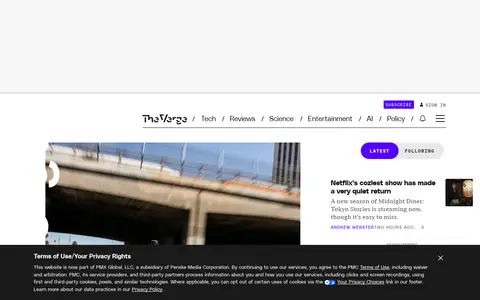 SUBSCRIBE
SIGN IN
The Verge / Tech / Reviews / Science / Entertainment / AI / Policy /
LATEST FOLLOWING
Netflix's coziest show has made
a very quiet return
A new season of Midnight Diner:
Tokyo Stories is streaming now,
though it's easy to miss.
ANDREW WEBSTER TWO HOURS AGO
Terms of Use/Your Privacy Rights
This website is now part of PMX Global, LLC, a subsidiary of Penske Media Corporation. By continuing to use our services, you agree to the PMC Terms of Use, including waiver
and arbitration. PMC, its service providers, and third-party partners process information about you and how you use our services, including clicks and screen recordings, using
first and third-party cookies, pixels, and similar technologies. Where applicable, you can opt out of certain uses of cookies via the Your Privacy Choices link in our footer.
Learn more about our data practices in our Privacy Policy.